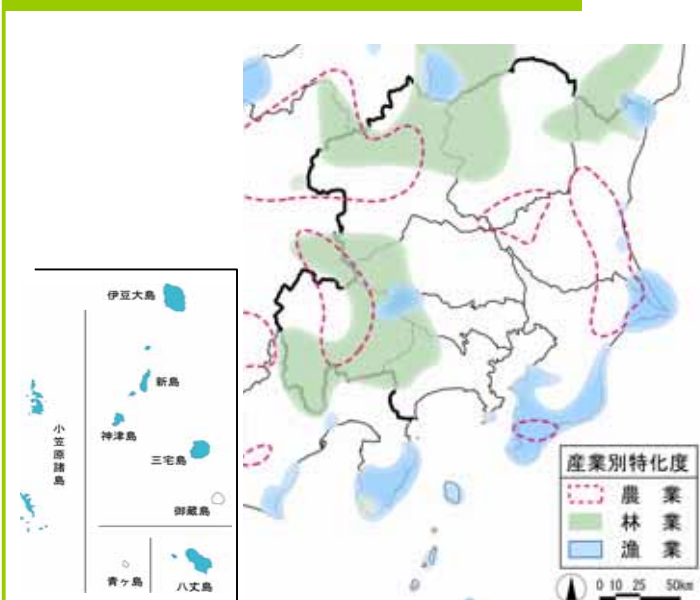 伊豆大島
新島
神津島
三宅島
小笠原諸島
御蔵島
青ヶ島
八丈島
産業別特化度
農 業
林 業
漁 業
0 10 25 50km